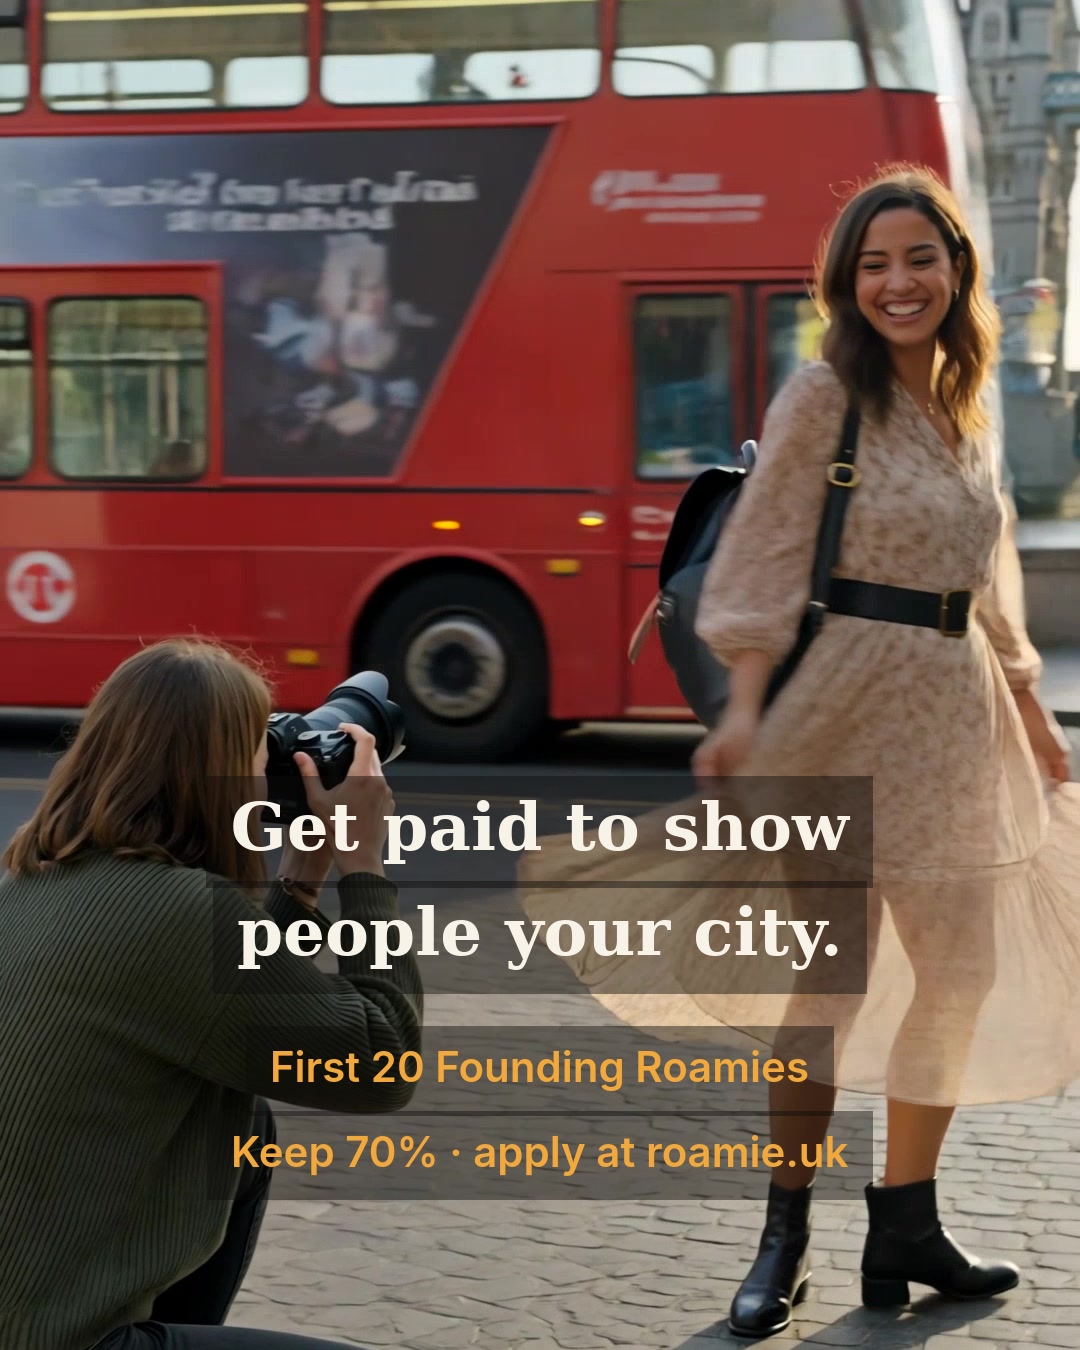 Get paid to show
people your city.
First 20 Founding Roamies
Keep 70% · apply at roamie.uk